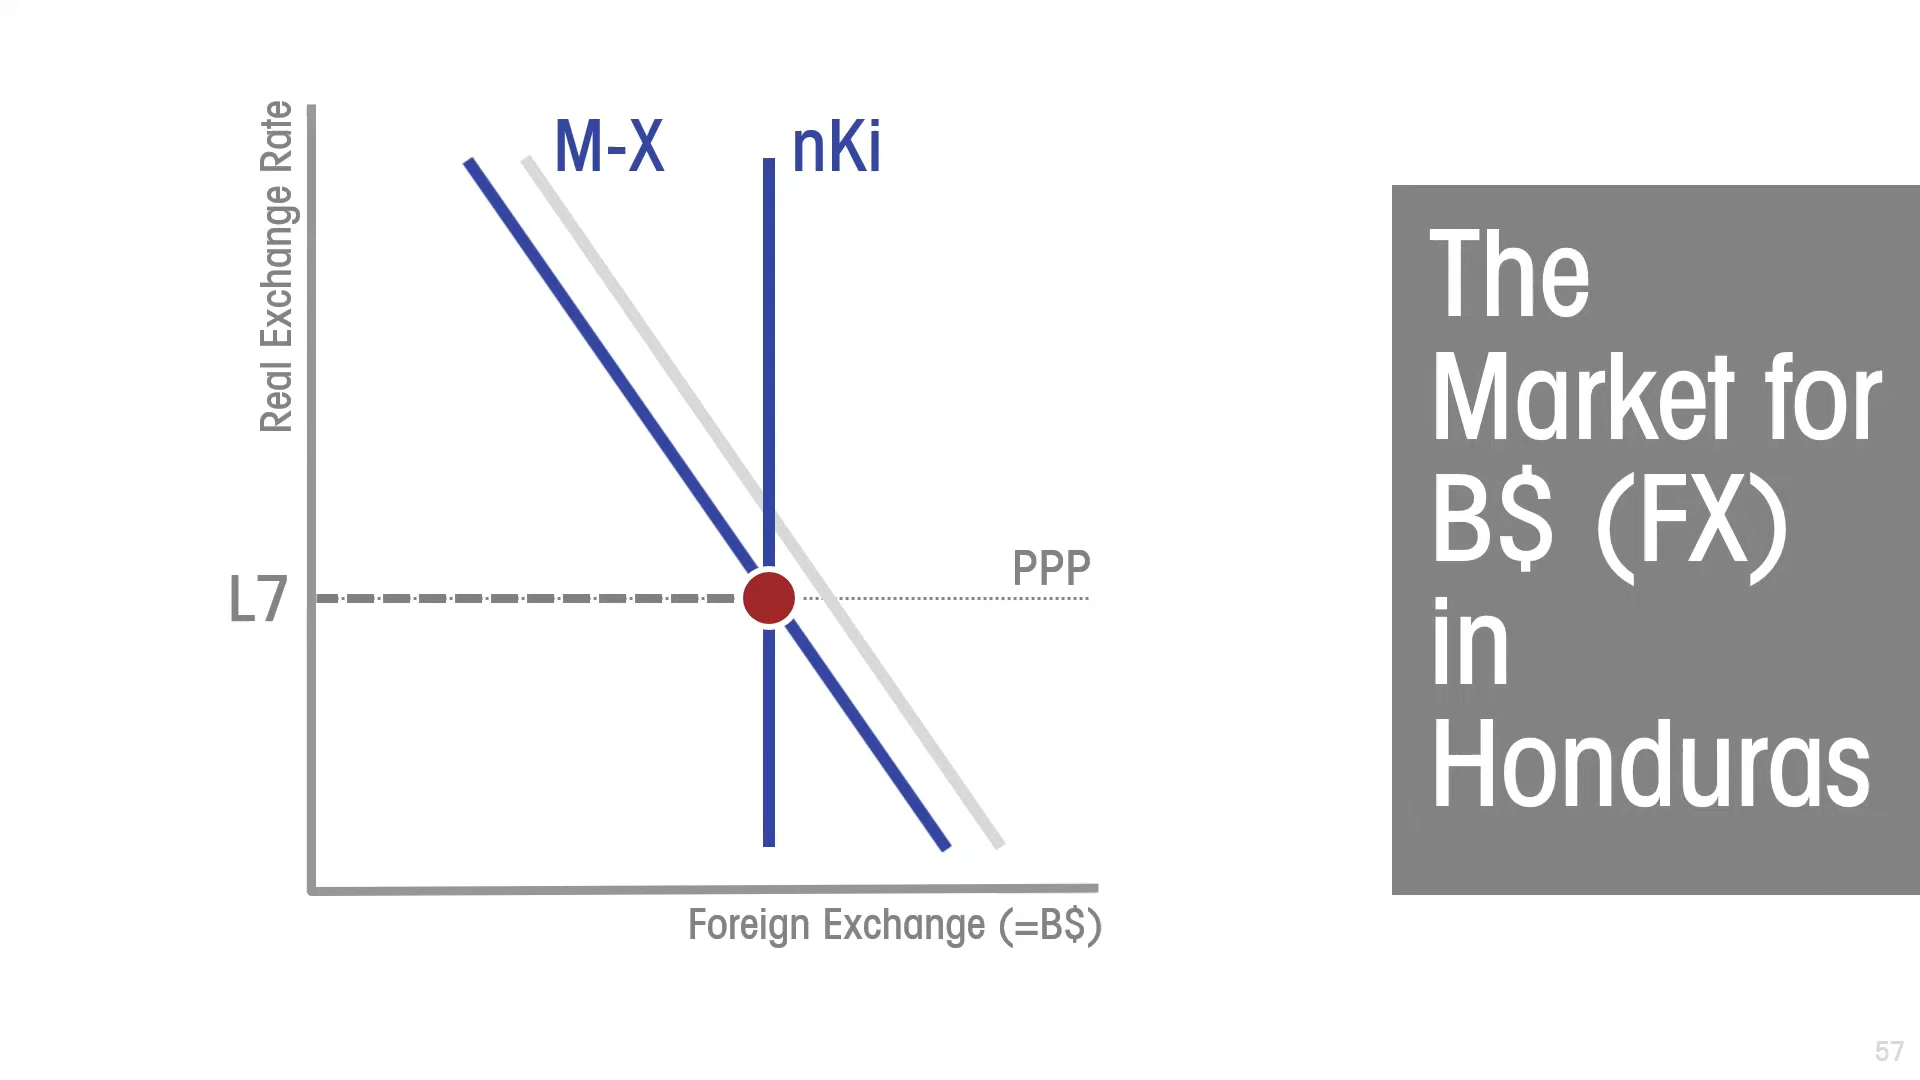 Real Exchange Rate
M-X
nKi
L7
PPP
Foreign Exchange (=B$)
The
Market for
B$ (FX)
in
Honduras
57